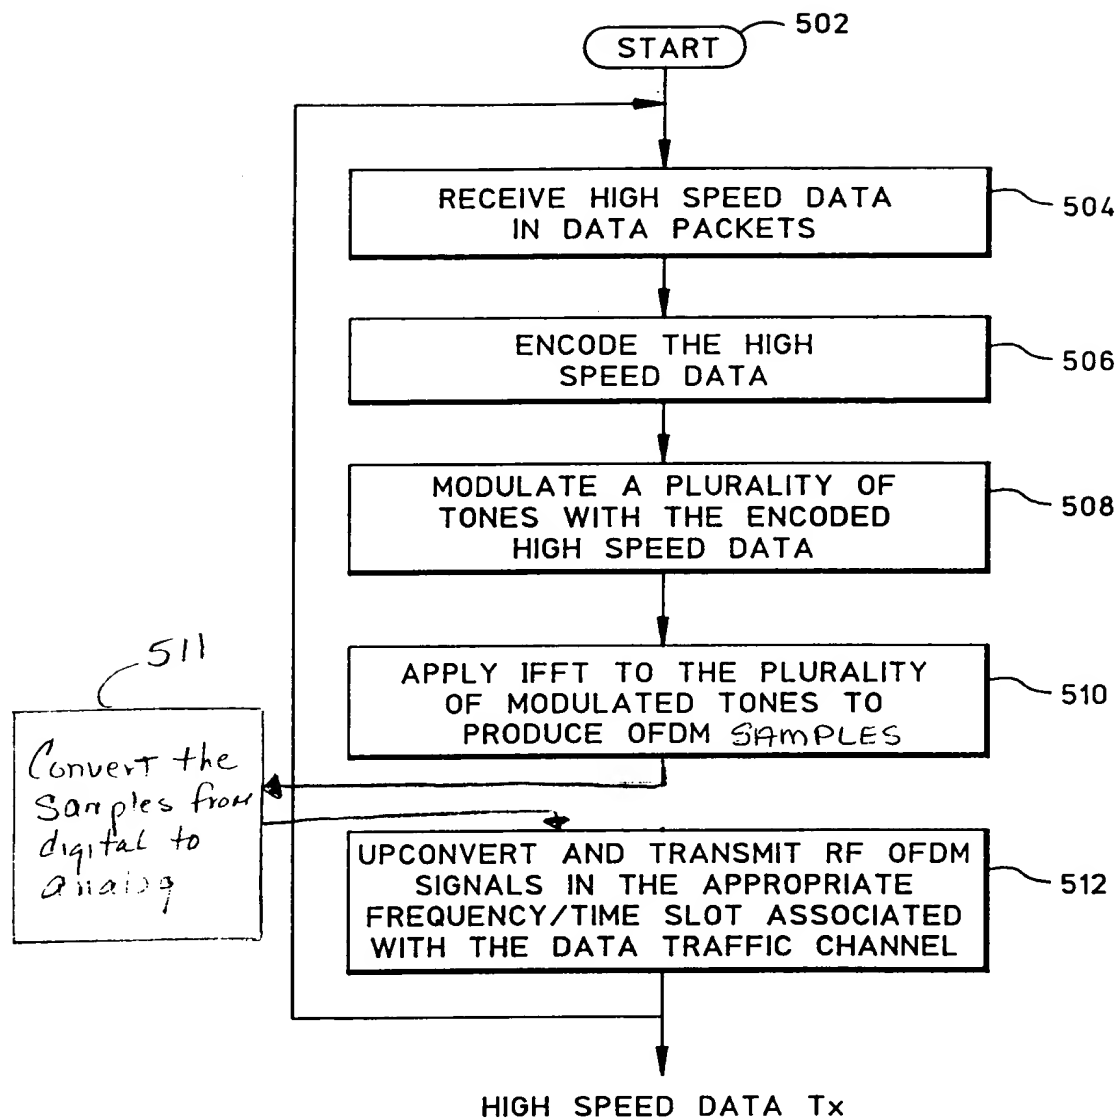 START
502
RECEIVE HIGH SPEED DATA
IN DATA PACKETS
504
ENCODE THE HIGH
SPEED DATA
506
MODULATE A PLURALITY OF
TONES WITH THE ENCODED
HIGH SPEED DATA
508
APPLY IFFT TO THE PLURALITY
OF MODULATED TONES TO
PRODUCE OFDM SAMPLES
510
511
Convert the
Samples from
digital to
analog
UPCONVERT AND TRANSMIT RF OFDM
SIGNALS IN THE APPROPRIATE
FREQUENCY/TIME SLOT ASSOCIATED
WITH THE DATA TRAFFIC CHANNEL
512
HIGH SPEED DATA Tx